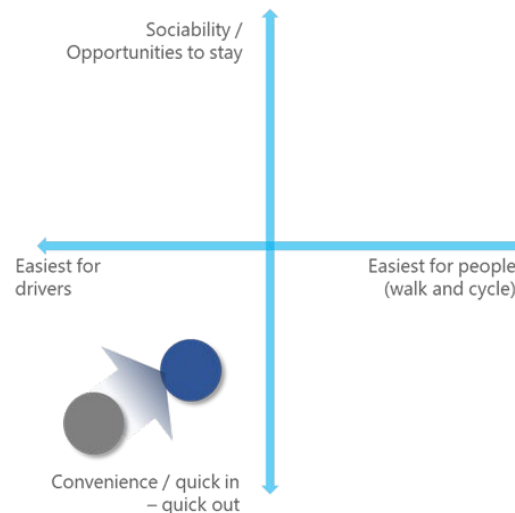 Sociability /
Opportunities to stay
Easiest for
drivers
Easiest for people
(walk and cycle)
Convenience / quick in
– quick out